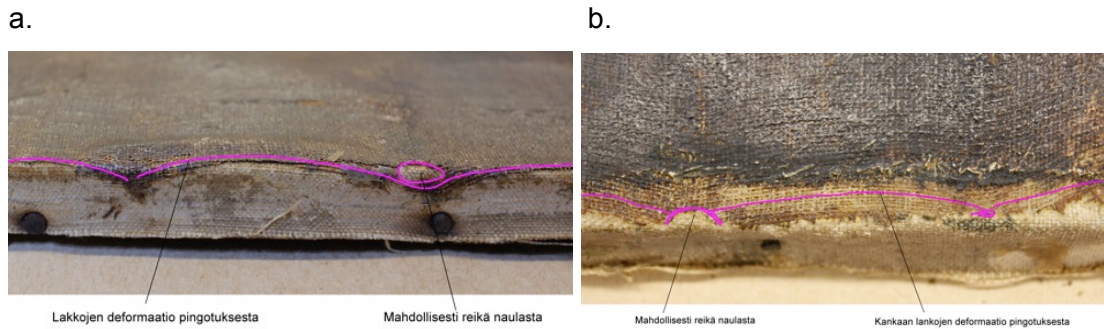 a.
b.
Lakkojen deformaatio pingotuksesta
Mahdollisesti reikä naulasta
Mahdollisesti reikä naulasta
Kankaan lankojen deformaatio pingotuksesta